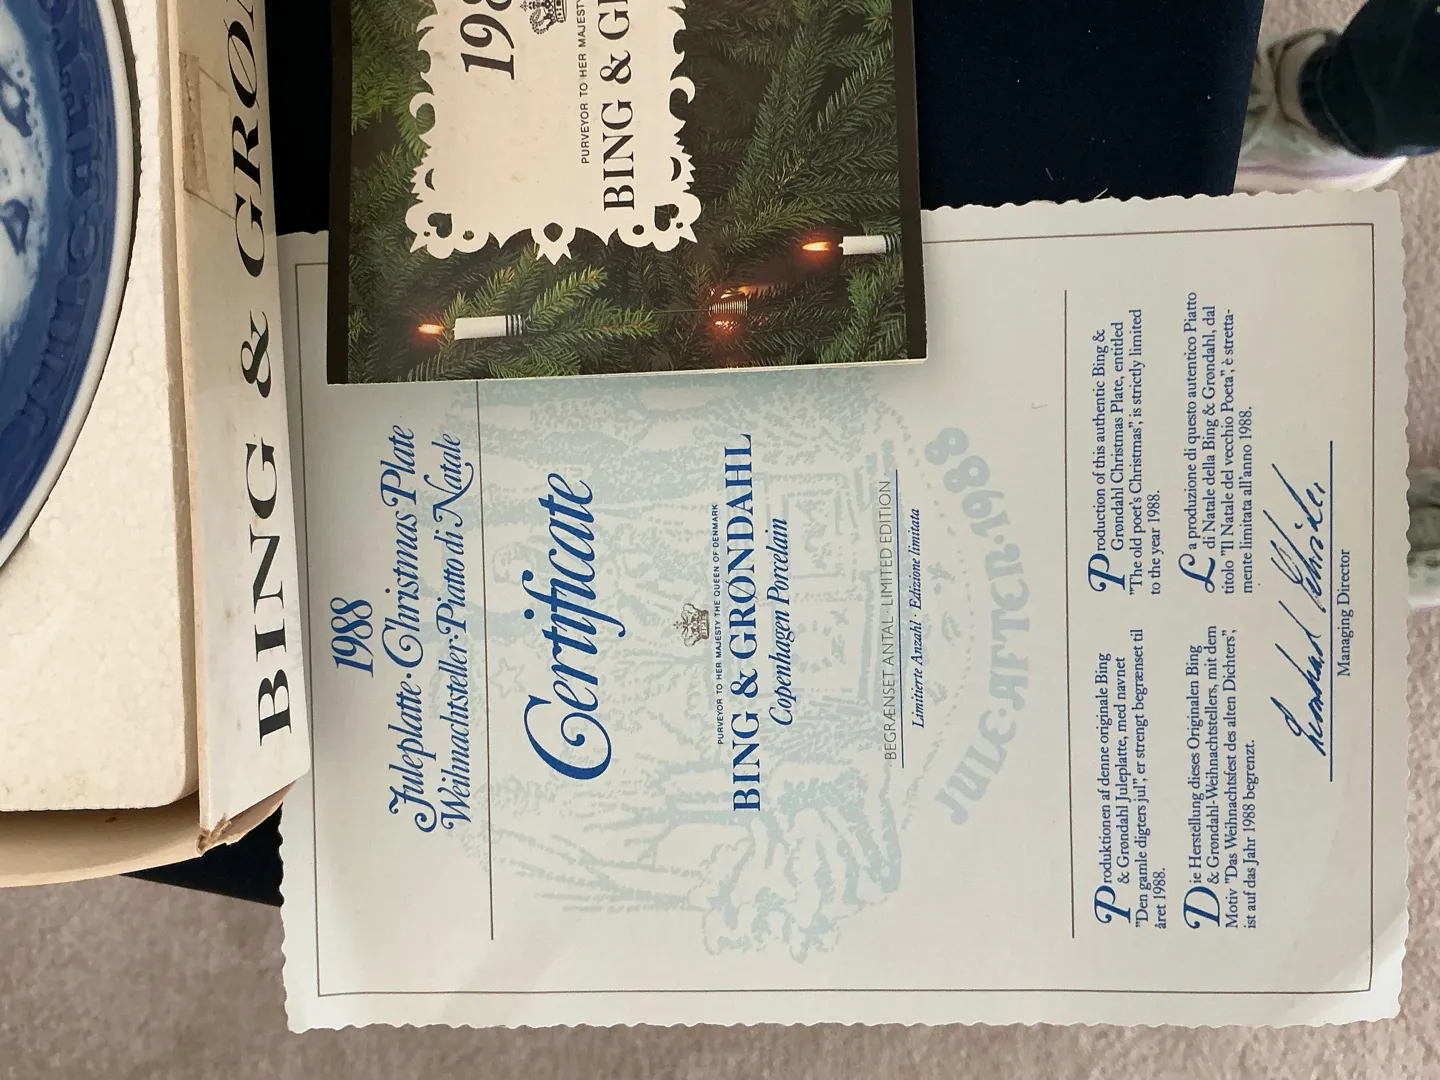 BING & GRØN
198
PURVEYOR TO HER MAJESTY
BING & GR
1988
Juleplatte · Christmas Plate
Weihnachtsteller · Piatto di Natale
Certificate
PURVEYOR TO HER MAJESTY THE QUEEN OF DENMARK
BING & GRØNDAHL
Copenhagen Porcelain
BEGRÆNSET ANTAL · LIMITED EDITION
Limitierte Anzahl · Edizione limitata
JULE·AFTER·1988
Produktionen af denne originale Bing
& Grøndahl Juleplatte, med navnet
"Den gamle digters jul", er strengt begrænset til
året 1988.
Die Herstellung dieses Originalen Bing
& Grøndahl-Weihnachtstellers, mit dem
Motiv "Das Weihnachtsfest des alten Dichters",
ist auf das Jahr 1988 begrenzt.
Production of this authentic Bing &
Grøndahl Christmas Plate, entitled
"The old poet's Christmas", is strictly limited
to the year 1988.
La produzione di questo autentico Piatto
di Natale della Bing & Grøndahl, dal
titolo "Il Natale del vecchio Poeta", è stretta-
mente limitata all'anno 1988.
Managing Director